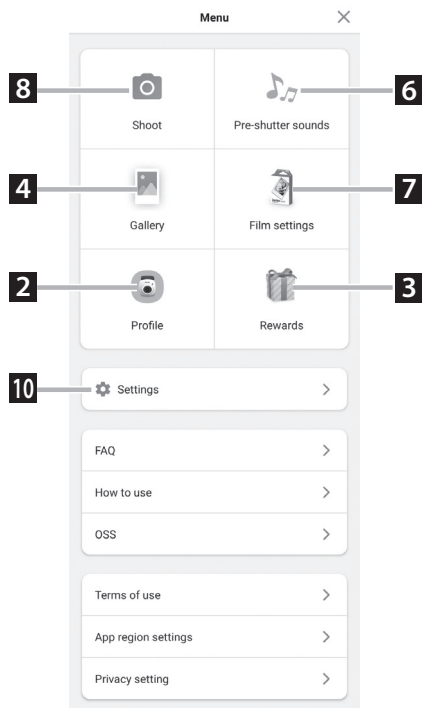 Menu
8
6
Shoot
Pre-shutter sounds
4
7
Gallery
Film settings
2
3
Profile
Rewards
10
Settings
FAQ
How to use
OSS
Terms of use
App region settings
Privacy setting